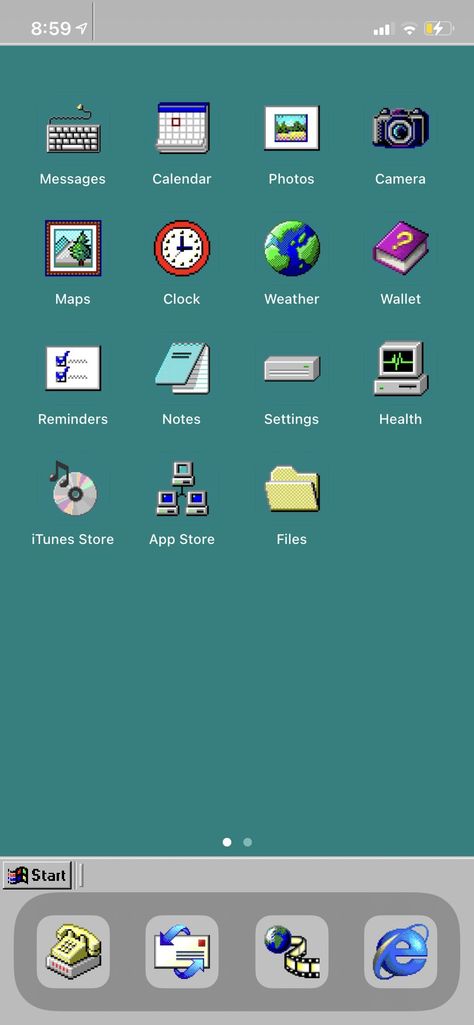 8:59
Messages Calendar Photos Camera
Maps Clock Weather Wallet
Reminders Notes Settings Health
iTunes Store App Store Files
Start